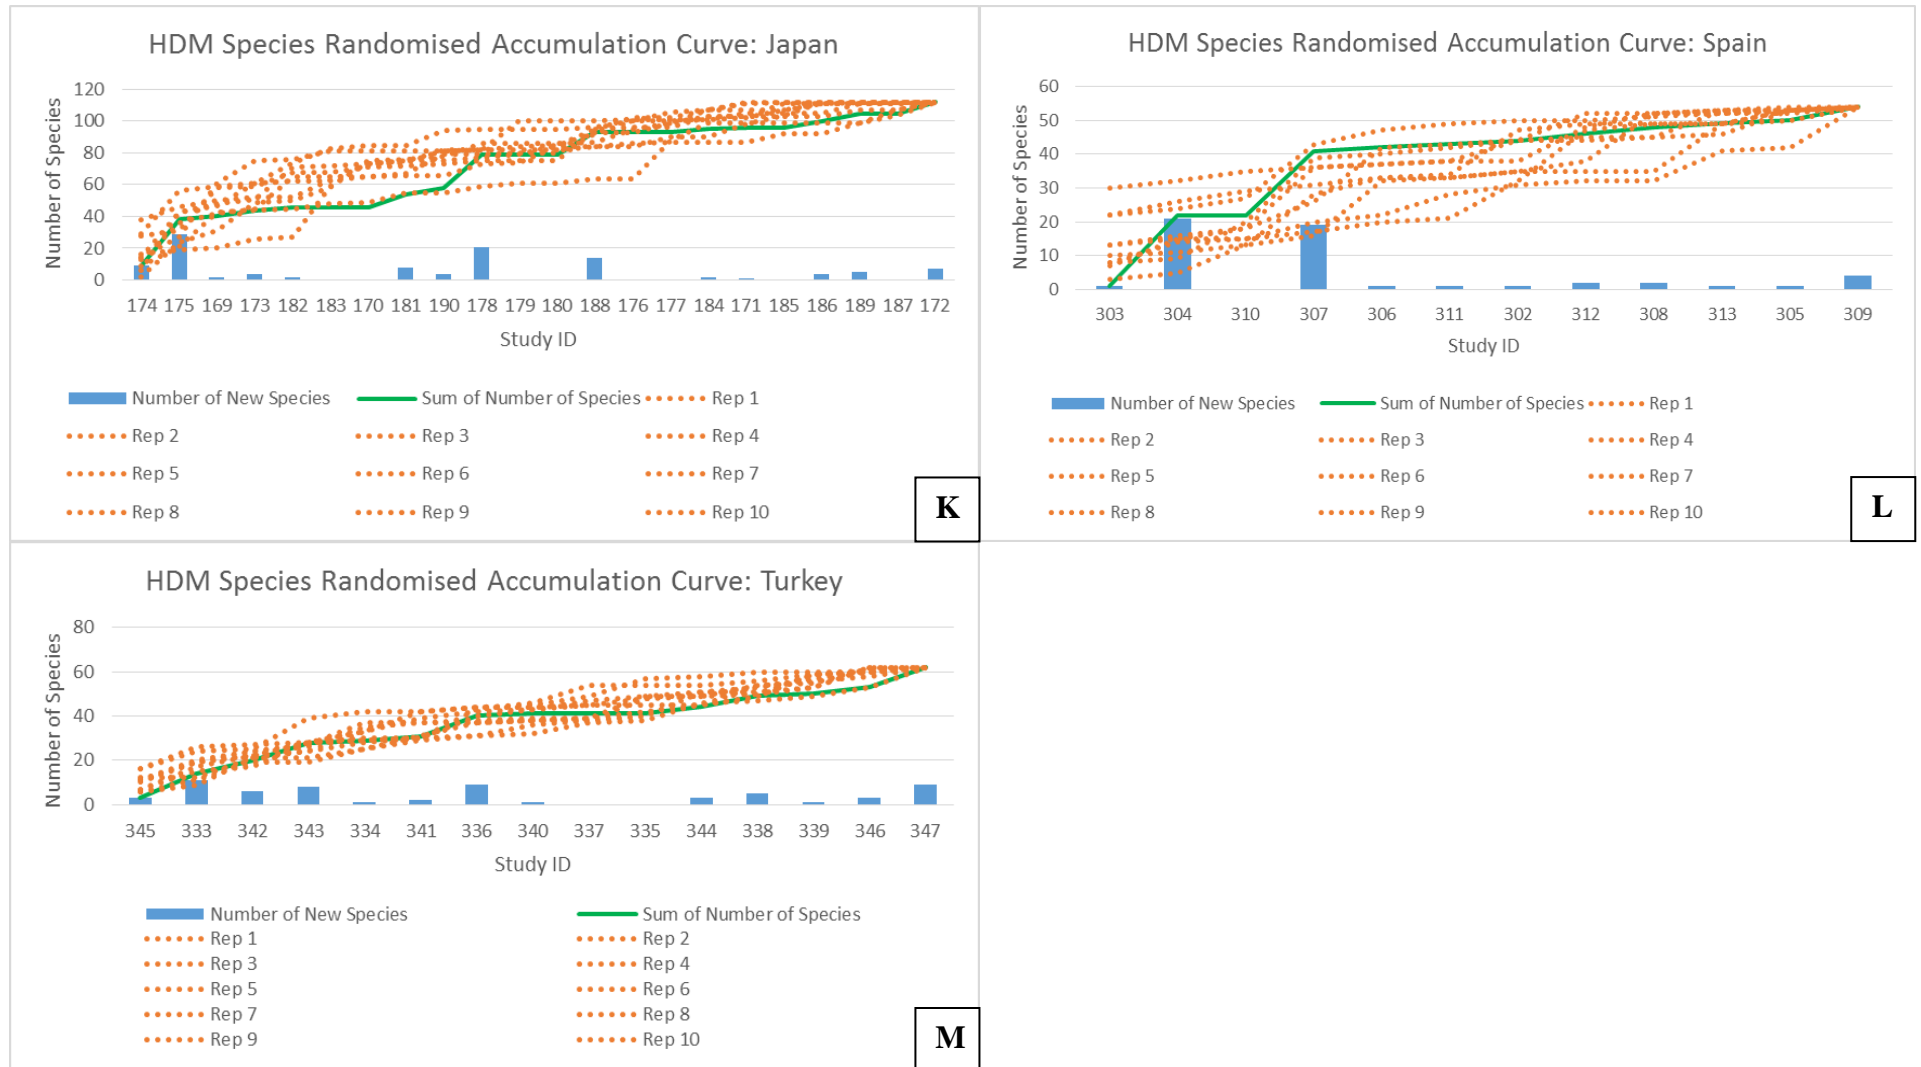 HDM Species Randomised Accumulation Curve: Japan
Number of Species
120
100
80
60
40
20
0
174 175 169 173 182 183 170 181 190 178 179 180 188 176 177 184 171 185 186 189 187 172
Study ID
Number of New Species Sum of Number of Species Rep 1
Rep 2 Rep 3 Rep 4
Rep 5 Rep 6 Rep 7
Rep 8 Rep 9 Rep 10
K
HDM Species Randomised Accumulation Curve: Spain
Number of Species
60
50
40
30
20
10
0
303 304 310 307 306 311 302 312 308 313 305 309
Study ID
Number of New Species Sum of Number of Species Rep 1
Rep 2 Rep 3 Rep 4
Rep 5 Rep 6 Rep 7
Rep 8 Rep 9 Rep 10
L
HDM Species Randomised Accumulation Curve: Turkey
Number of Species
80
60
40
20
0
345 333 342 343 334 341 336 340 337 335 344 338 339 346 347
Study ID
Number of New Species Sum of Number of Species
Rep 1 Rep 2
Rep 3 Rep 4
Rep 5 Rep 6
Rep 7 Rep 8
Rep 9 Rep 10
M